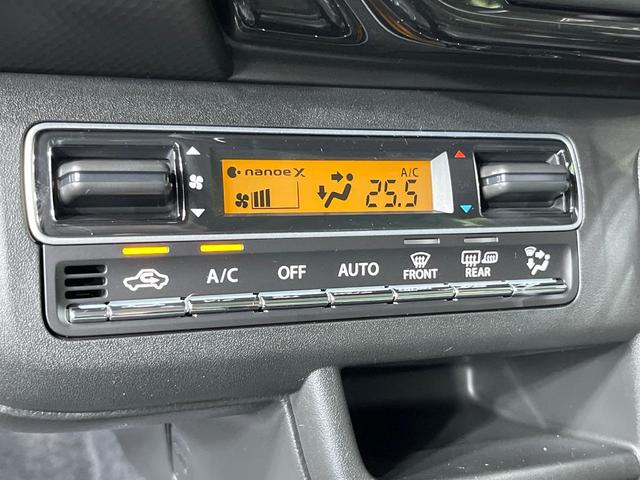 nanoe X
A/C
25.5
A/C
OFF
AUTO
FRONT
REAR